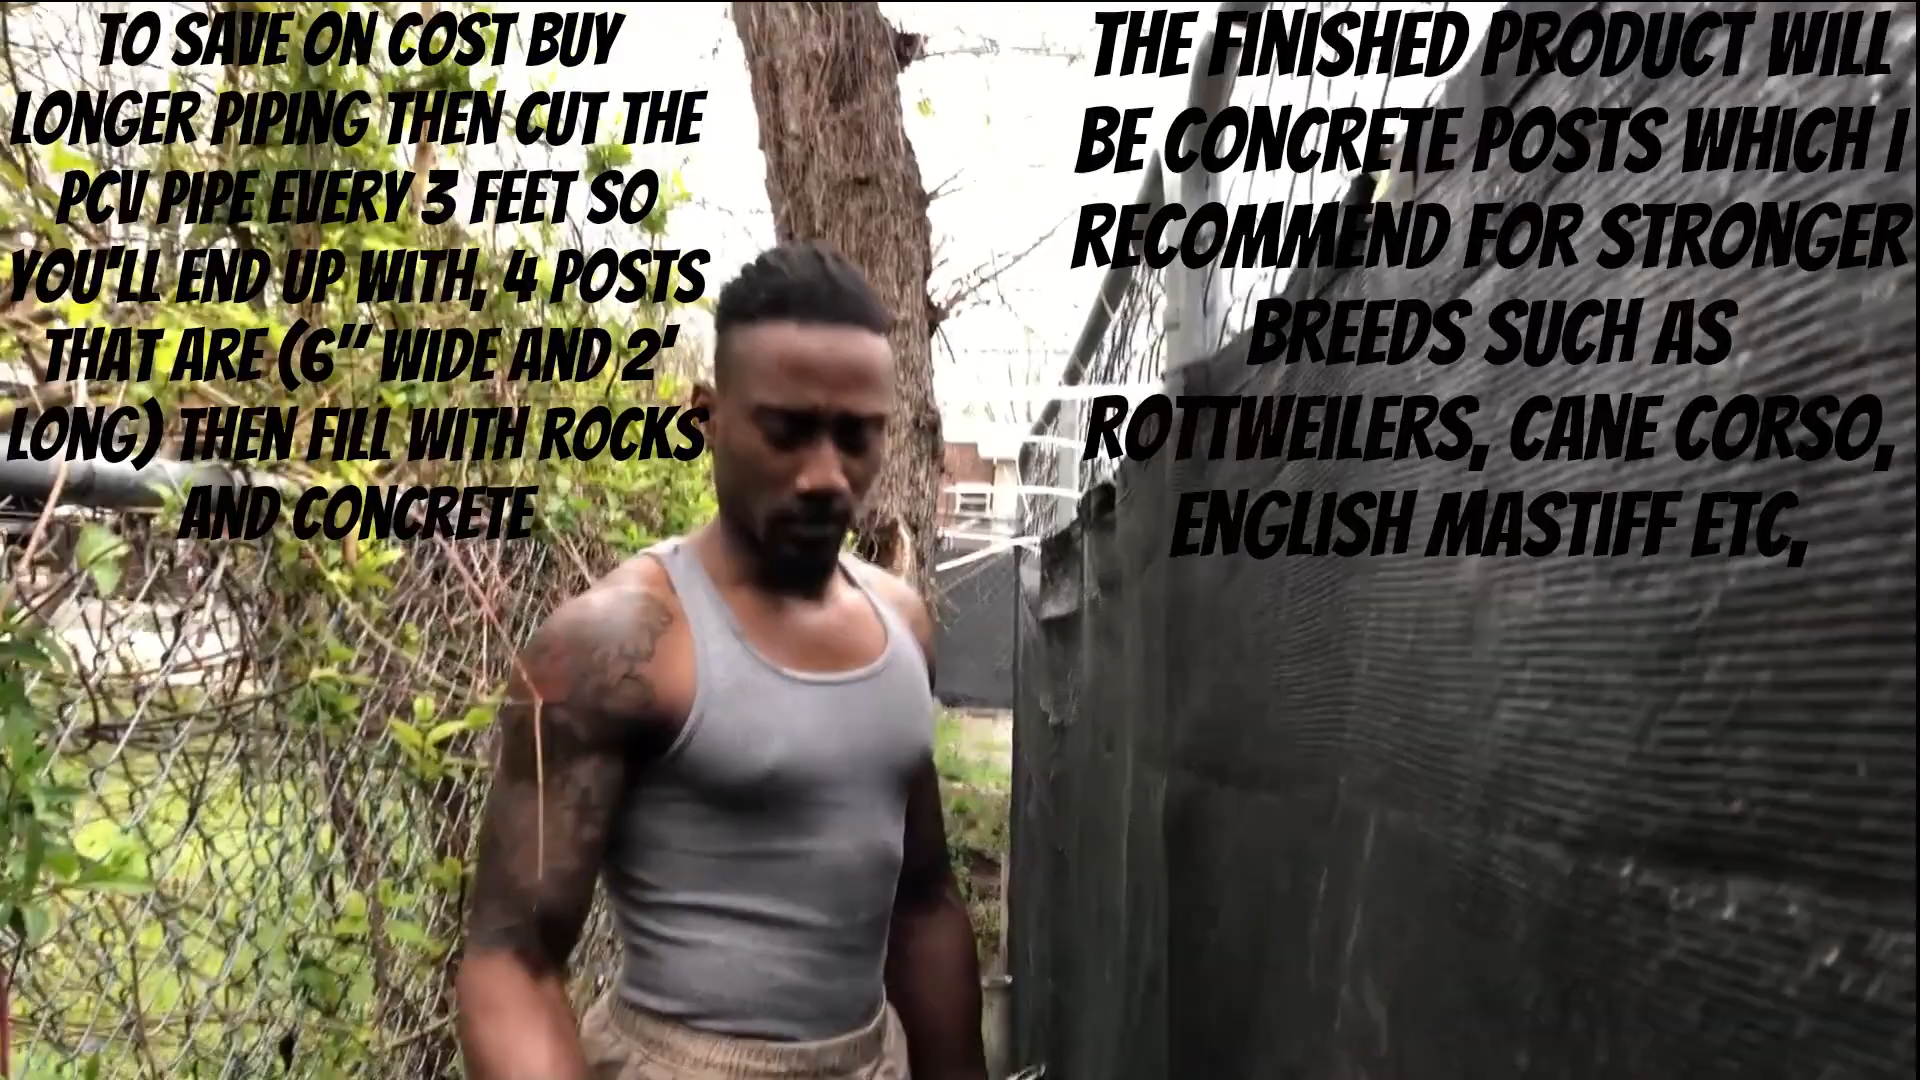 TO SAVE ON COST BUY
LONGER PIPING THEN CUT THE
PCV PIPE EVERY 3 FEET SO
YOU'LL END UP WITH, 4 POSTS
THAT ARE (6" WIDE AND 2'
LONG) THEN FILL WITH ROCKS
AND CONCRETE
THE FINISHED PRODUCT WILL
BE CONCRETE POSTS WHICH I
RECOMMEND FOR STRONGER
BREEDS SUCH AS
ROTTWEILERS, CANE CORSO,
ENGLISH MASTIFF ETC,